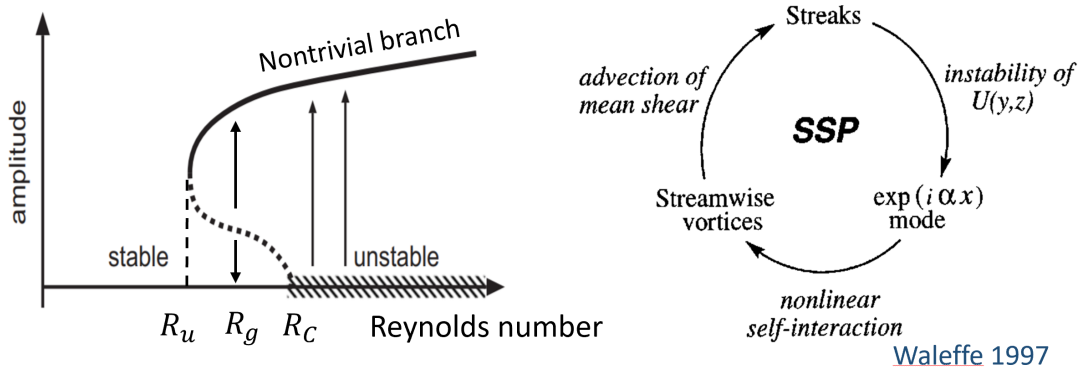 amplitude
Nontrivial branch
stable
unstable
R_u R_g R_C Reynolds number
Streaks
advection of
mean shear
instability of
U(y,z)
SSP
Streamwise
vortices
exp (i α x)
mode
nonlinear
self-interaction
Waleffe 1997